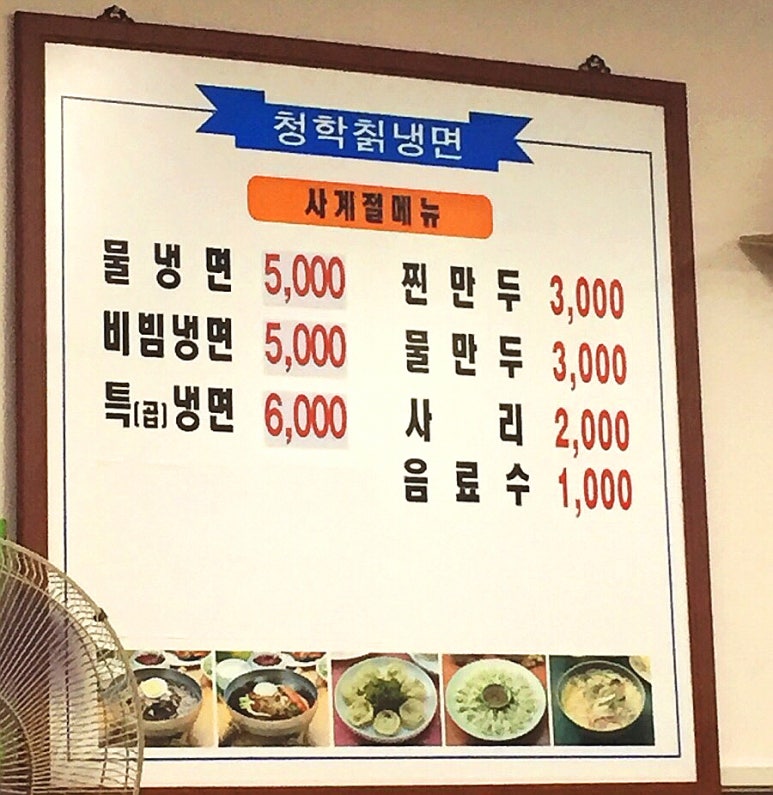 청학칡냉면
사계절메뉴
물냉면 5,000
비빔냉면 5,000
특(곱)냉면 6,000
찐만두 3,000
물만두 3,000
사리 2,000
음료수 1,000